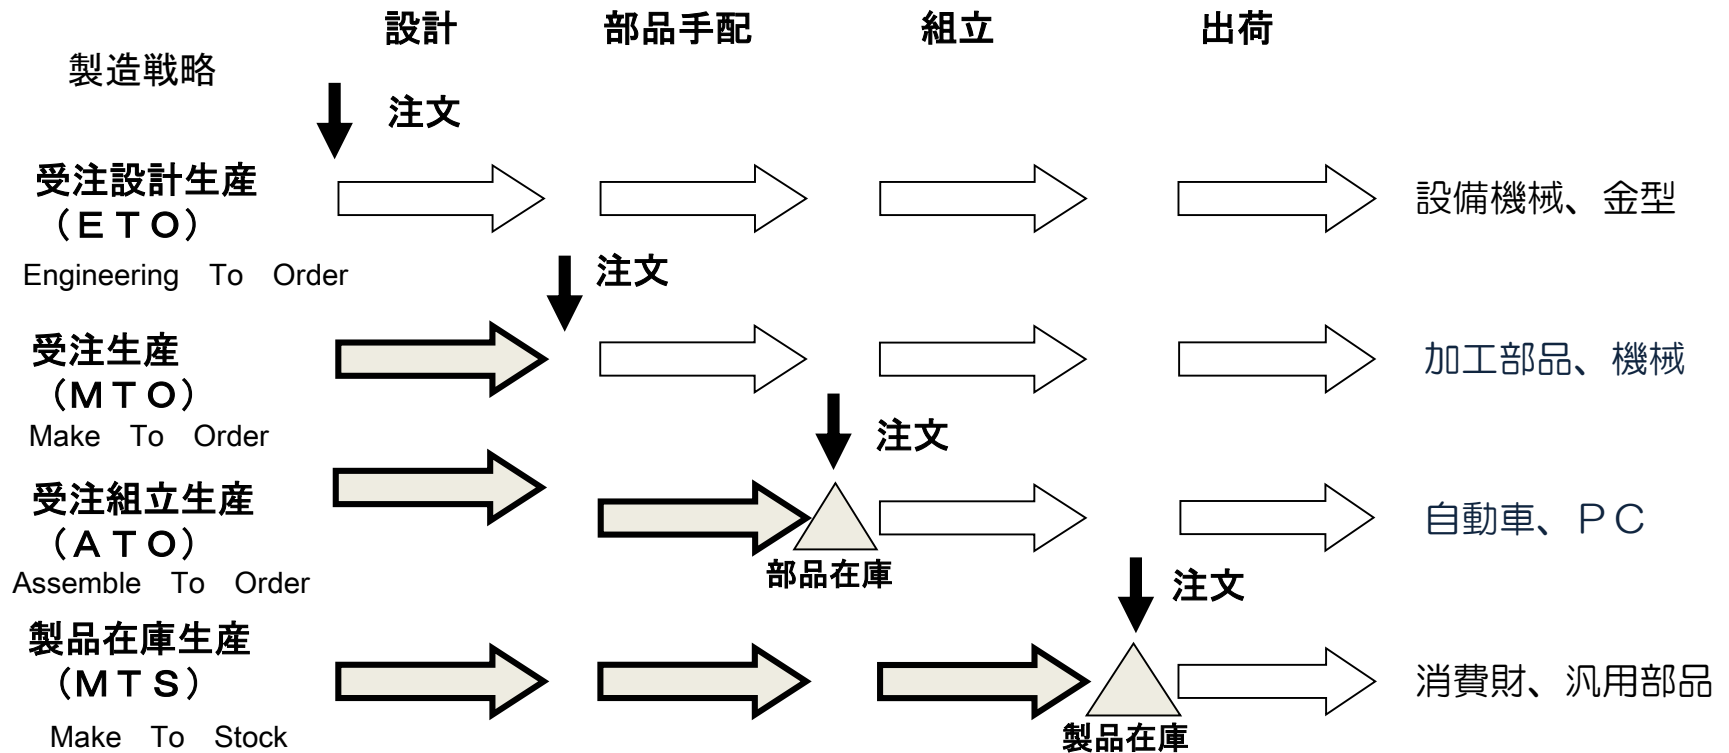 設計 部品手配 組立 出荷
製造戦略
注文
受注設計生産
（ＥＴＯ）
Engineering To Order
設備機械、金型
注文
受注生産
（ＭＴＯ）
Make To Order
加工部品、機械
注文
受注組立生産
（ＡＴＯ）
Assemble To Order
部品在庫
自動車、ＰＣ
注文
製品在庫生産
（ＭＴＳ）
Make To Stock
製品在庫
消費財、汎用部品